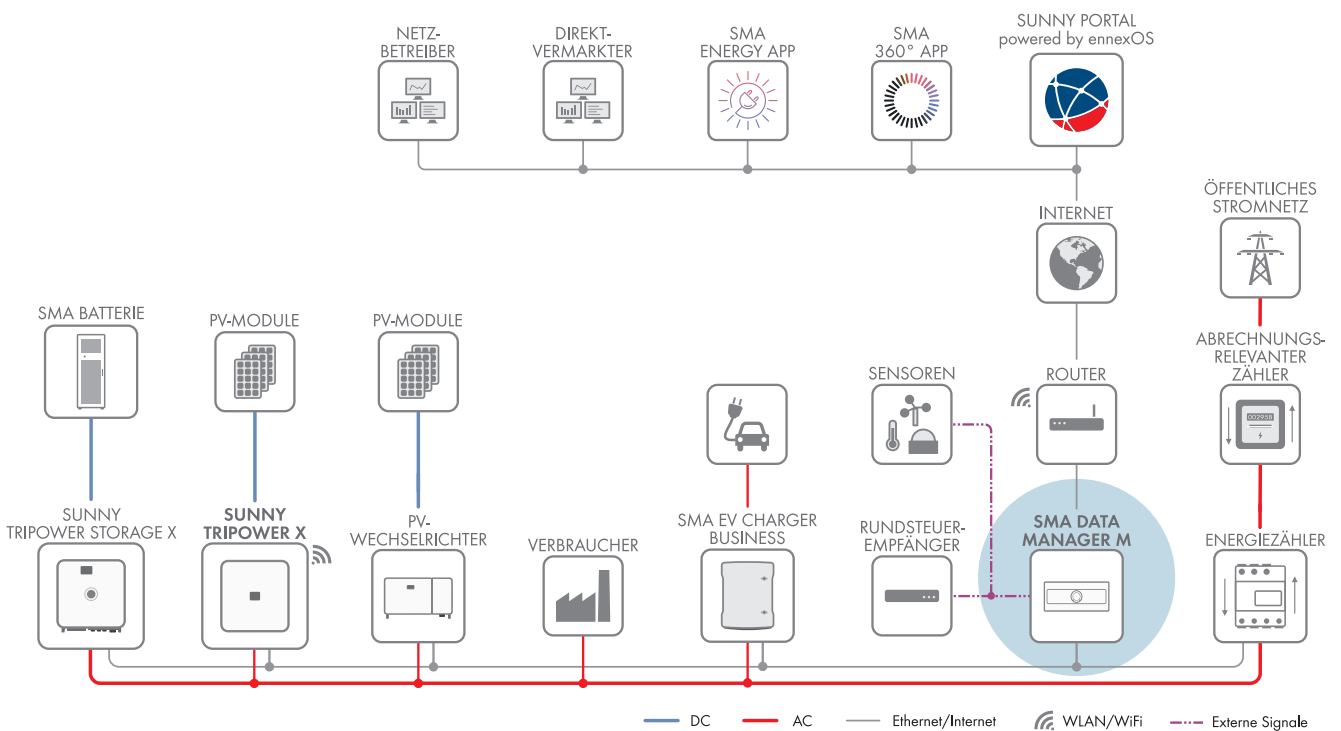 NETZ-
BETREIBER
DIREKT-
VERMARKTER
SMA
ENERGY APP
SMA
360° APP
SUNNY PORTAL
powered by ennexOS
INTERNET
ÖFFENTLICHES
STROMNETZ
SMA BATTERIE
PV-MODULE
PV-MODULE
SENSOREN
ROUTER
ABRECHNUNGS-
RELEVANTER
ZÄHLER
002958
SUNNY
TRIPOWER STORAGE X
SUNNY
TRIPOWER X
PV-
WECHSELRICHTER
VERBRAUCHER
SMA EV CHARGER
BUSINESS
RUNDSTEUER-
EMPFÄNGER
SMA DATA
MANAGER M
ENERGIEZÄHLER
DC
AC
Ethernet/Internet
WLAN/WiFi
Externe Signale